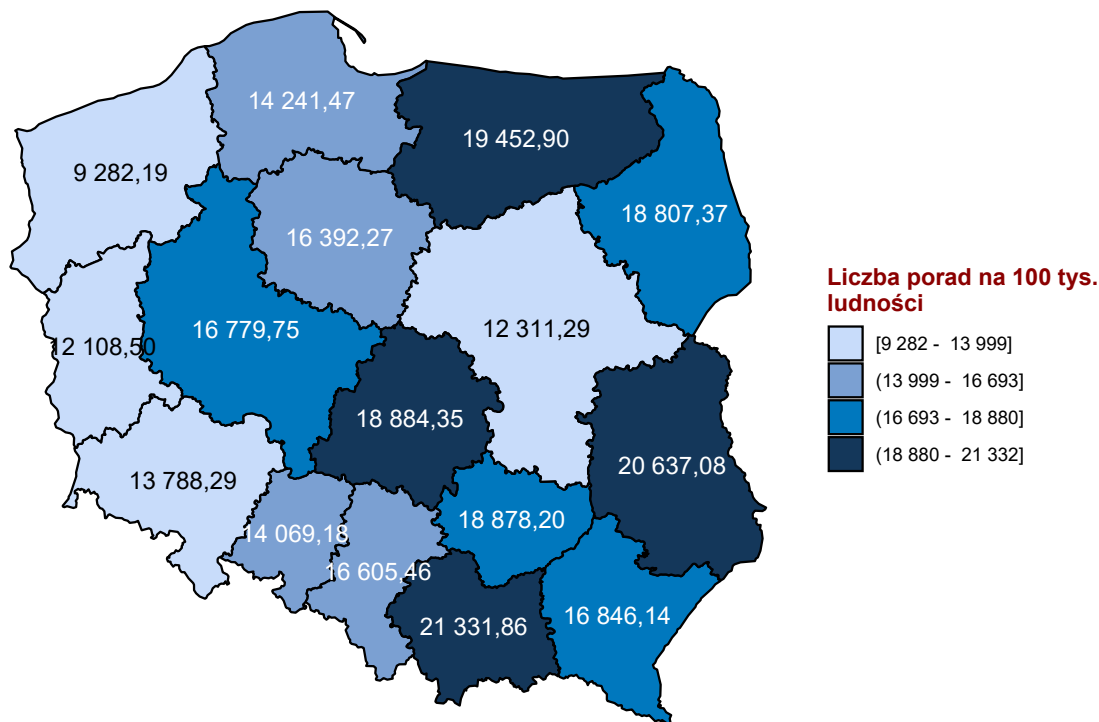 14 241,47
19 452,90
9 282,19
18 807,37
16 392,27
16 779,75
12 311,29
12 108,50
18 884,35
20 637,08
13 788,29
18 878,20
14 069,18
16 605,46
16 846,14
21 331,86
Liczba porad na 100 tys.
ludności
[9 282 - 13 999]
(13 999 - 16 693]
(16 693 - 18 880]
(18 880 - 21 332]